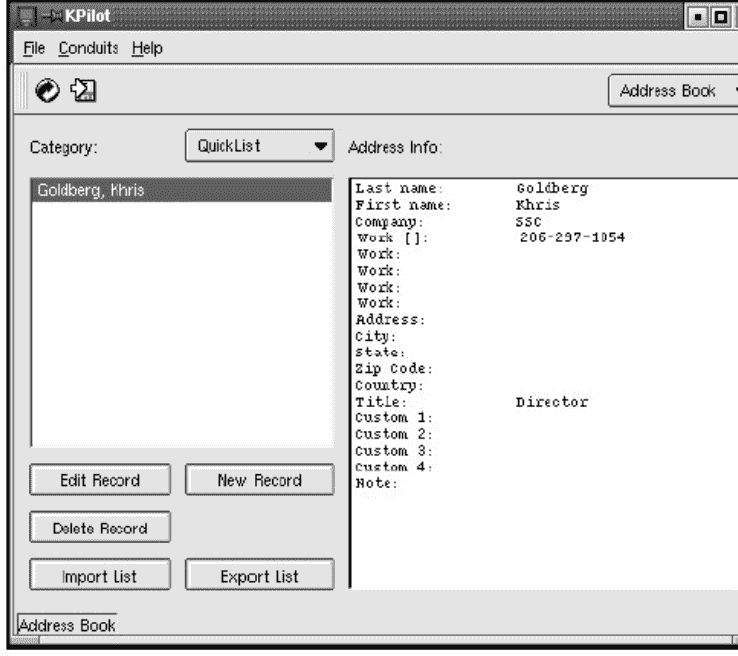 KPilot
File Conduits Help
Address Book
Category: QuickList
Address Info:
Goldberg, Khris
Last name: Goldberg
First name: Khris
Company: SSC
Work []: 206-297-1054
Work:
Work:
Work:
Work:
Address:
City:
State:
Zip Code:
Country:
Title: Director
Custom 1:
Custom 2:
Custom 3:
Custom 4:
Note:
Edit Record New Record
Delete Record
Import List Export List
Address Book